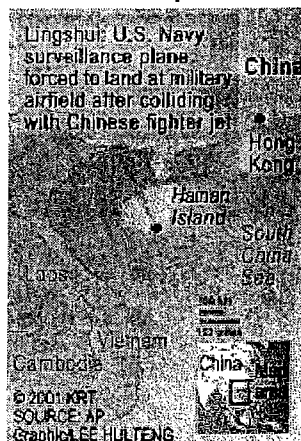 Lingshui: U.S. Navy
surveillance plane
forced to land at military
airfield after colliding
with Chinese fighter jet
China
Hong
Kong
Hainan
Island
South
China
Sea
Laos
Vietnam
Cambodia
© 2001 KRT
SOURCE: AP
Graphic: LEE HULTENG
China